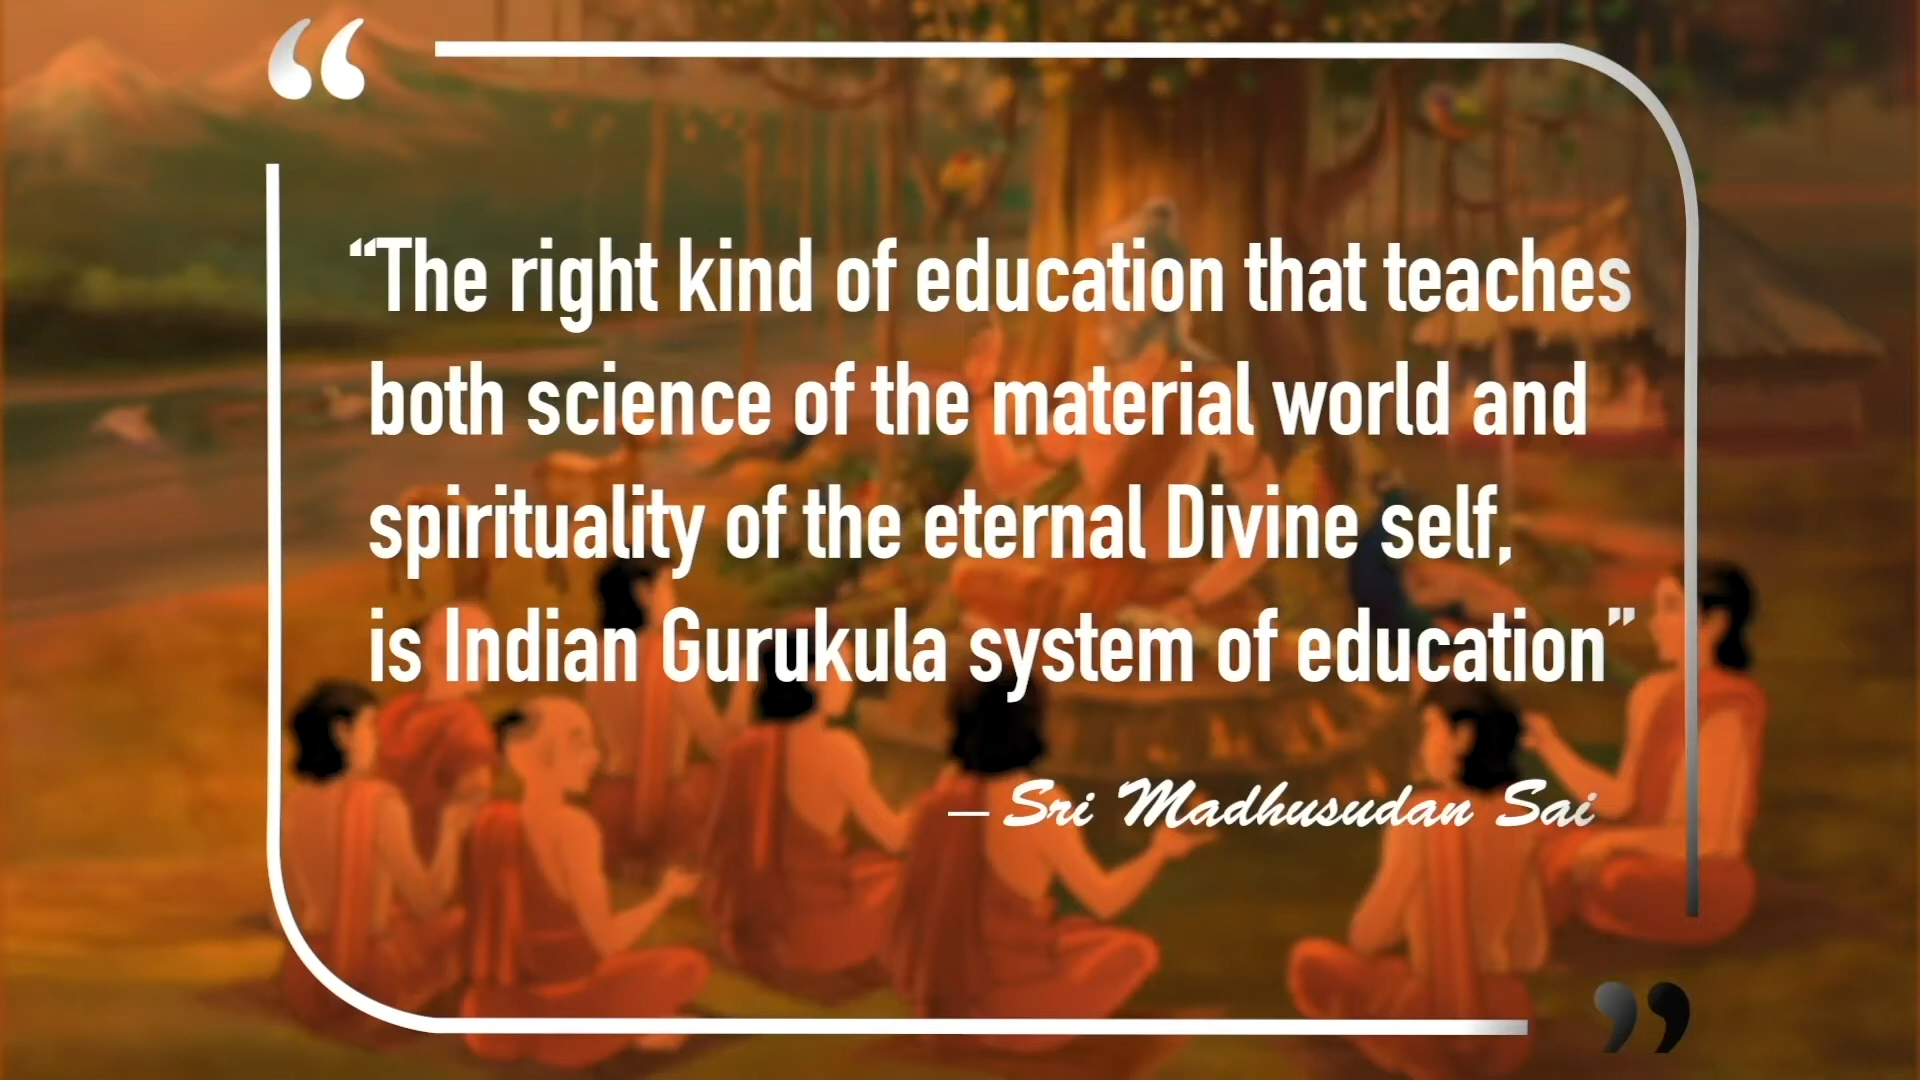 “The right kind of education that teaches
both science of the material world and
spirituality of the eternal Divine self,
is Indian Gurukula system of education”
— Sri Madhusudan Sai